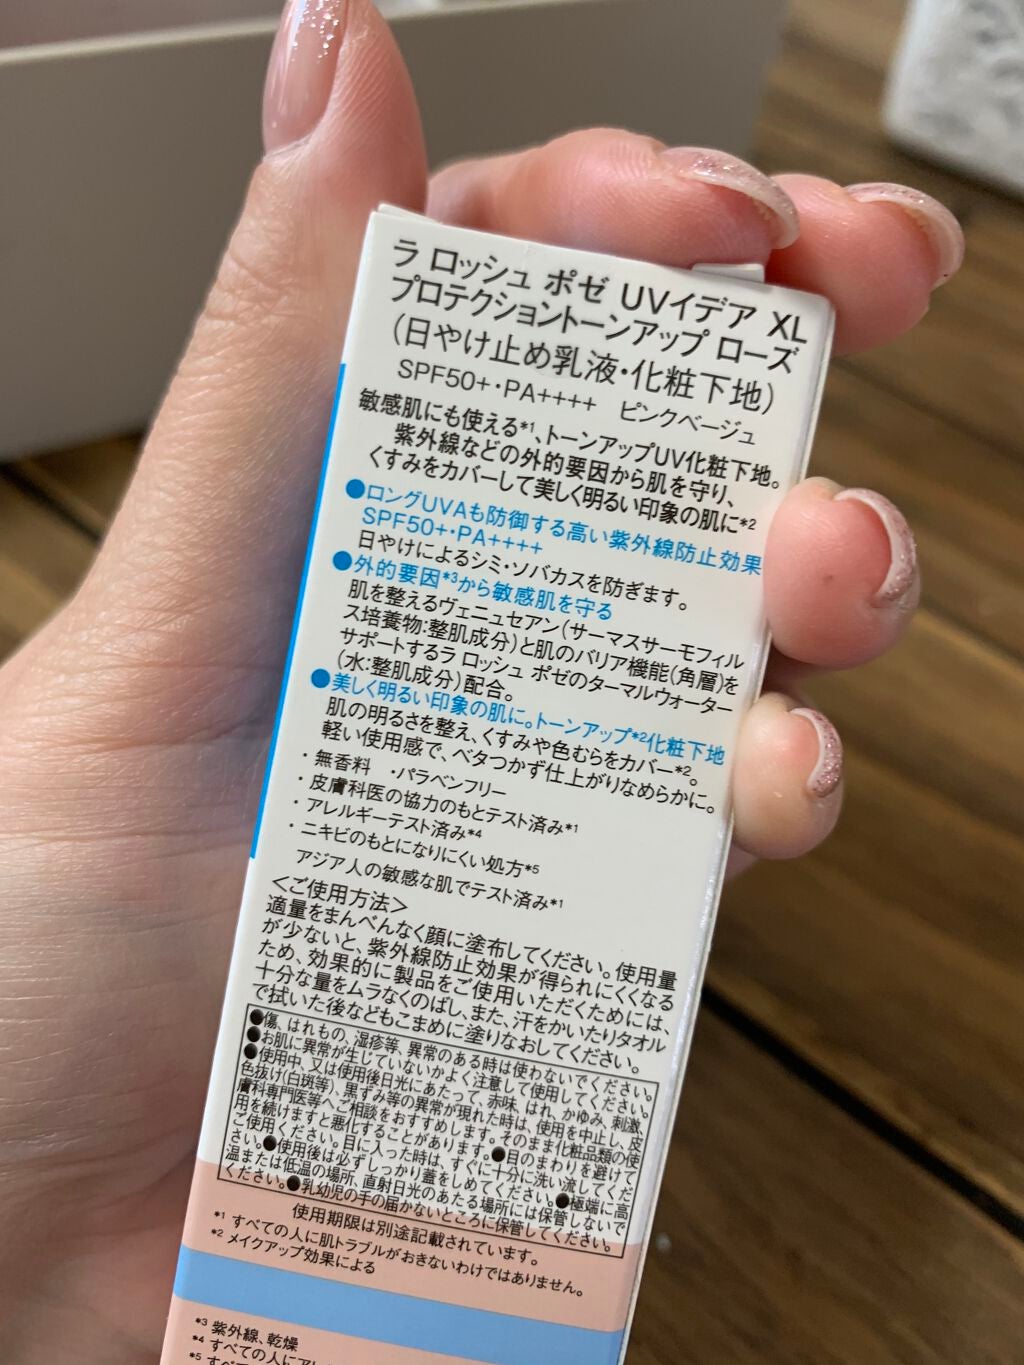 ラ ロッシュ ポゼ UVイデア XL
プロテクショントーンアップ ローズ
(日やけ止め乳液・化粧下地)
SPF50+・PA++++ ピンクベージュ
敏感肌にも使える*1、トーンアップUV化粧下地。
紫外線などの外的要因から肌を守り、
くすみをカバーして美しく明るい印象の肌に*2
●ロングUVAも防御する高い紫外線防止効果
SPF50+・PA++++
日やけによるシミ・ソバカスを防ぎます。
●外的要因*3から敏感肌を守る
肌を整えるヴェニュセアン(サーマスサーモフィル
ス培養物:整肌成分)と肌のバリア機能(角層)を
サポートするラ ロッシュ ポゼのターマルウォーター
(水:整肌成分)配合。
●美しく明るい印象の肌に。トーンアップ*2化粧下地
肌の明るさを整え、くすみや色むらをカバー*2。
軽い使用感で、ベタつかず仕上がりなめらかに。
・無香料 ・パラベンフリー
・皮膚科医の協力のもとテスト済み*1
・アレルギーテスト済み*4
・ニキビのもとになりにくい処方*5
アジア人の敏感な肌でテスト済み*1
<ご使用方法>
適量をまんべんなく顔に塗布してください。使用量
が少ないと、紫外線防止効果が得られにくくなる
ため、効果的に製品をご使用いただくためには、
十分な量をムラなくのばし、また、汗をかいたりタオル
で拭いた後などもこまめに塗りなおしてください。
●傷、はれもの、湿疹等、異常のある時は使わないでください。
●お肌に異常が生じていないかよく注意して使用してください。
●使用中、又は使用後日光にあたって、赤味、はれ、かゆみ、刺激、
色抜け(白斑等)、黒ずみ等の異常が現れた時は、使用を中止し、皮
膚科専門医等へご相談をおすすめします。そのまま化粧品類の使
用を続けますと悪化することがあります。●目のまわりを避けて
ご使用ください。目に入った時は、すぐに十分に洗い流してくだ
さい。●使用後は必ずしっかり蓋をしめてください。●極端に高
温または低温の場所、直射日光のあたる場所には保管しないで
ください。●乳幼児の手の届かないところに保管してください。
使用期限は別途記載されています。
*1 すべての人に肌トラブルがおきないわけではありません。
*2 メイクアップ効果による
*3 紫外線、乾燥
*4 すべての人にアレ
*5 すべて